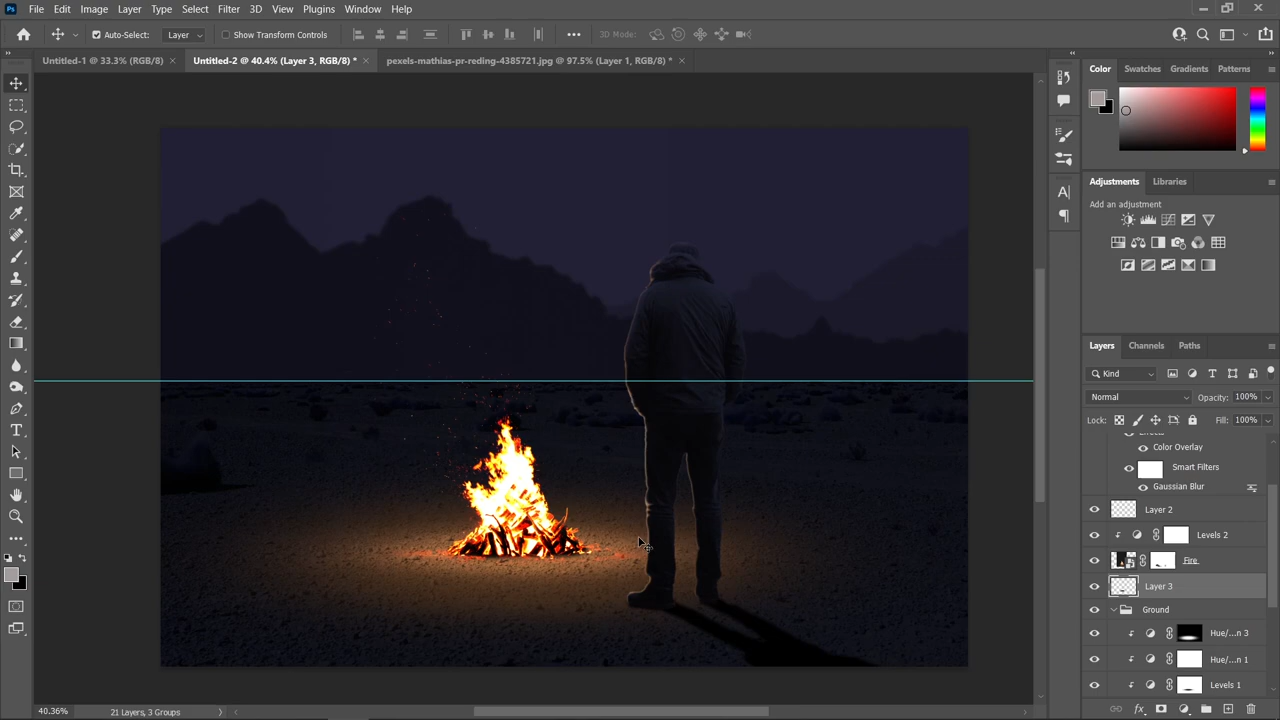 Ps File Edit Image Layer Type Select Filter 3D View Plugins Window Help
Auto-Select: Layer Show Transform Controls 3D Mode:
Untitled-1 @ 33.3% (RGB/8) × Untitled-2 @ 40.4% (Layer 3, RGB/8) * × pexels-mathias-pr-reding-4385721.jpg @ 97.5% (Layer 1, RGB/8) * ×
Color Swatches Gradients Patterns
Adjustments Libraries
Add an adjustment
Layers Channels Paths
Kind
Normal Opacity: 100%
Lock: Fill: 100%
Color Overlay
Smart Filters
Gaussian Blur
Layer 2
Levels 2
Fire
Layer 3
Ground
Hue/...n 3
Hue/...n 1
Levels 1
40.36% 21 Layers, 3 Groups